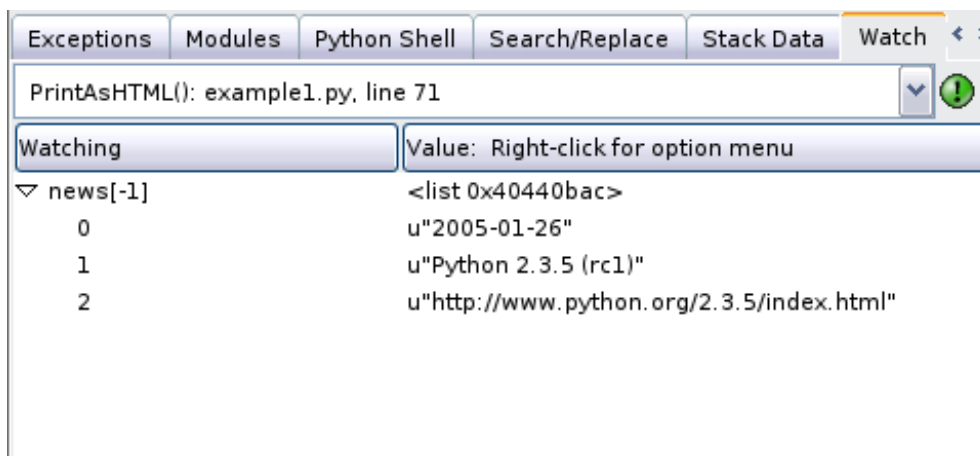 Exceptions Modules Python Shell Search/Replace Stack Data Watch
PrintAsHTML(): example1.py, line 71
Watching Value: Right-click for option menu
news[-1] <list 0x40440bac>
0 u"2005-01-26"
1 u"Python 2.3.5 (rc1)"
2 u"http://www.python.org/2.3.5/index.html"